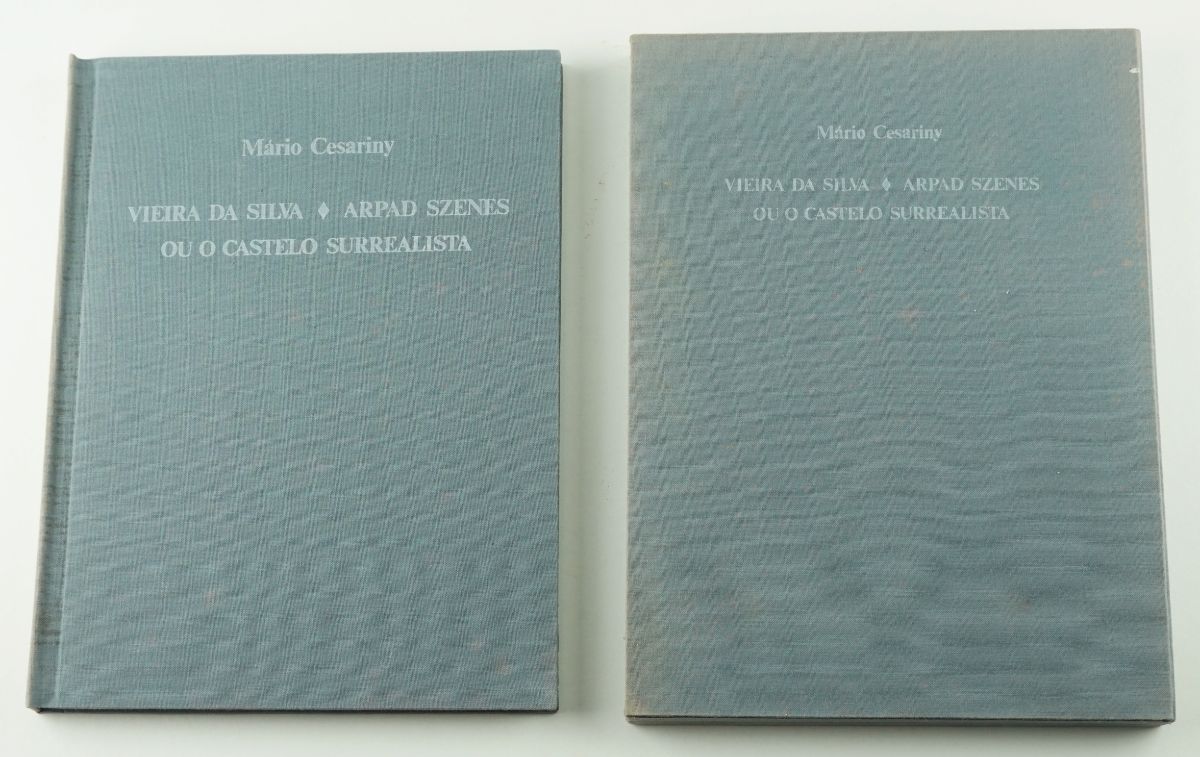 Mário Cesariny
VIEIRA DA SILVA ♦ ARPAD SZENES
OU O CASTELO SURREALISTA
Mário Cesariny
VIEIRA DA SILVA ♦ ARPAD SZENES
OU O CASTELO SURREALISTA